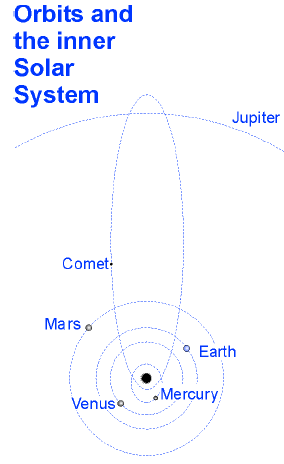 Orbits and
the inner
Solar
System
Jupiter
Comet
Mars
Earth
Mercury
Venus